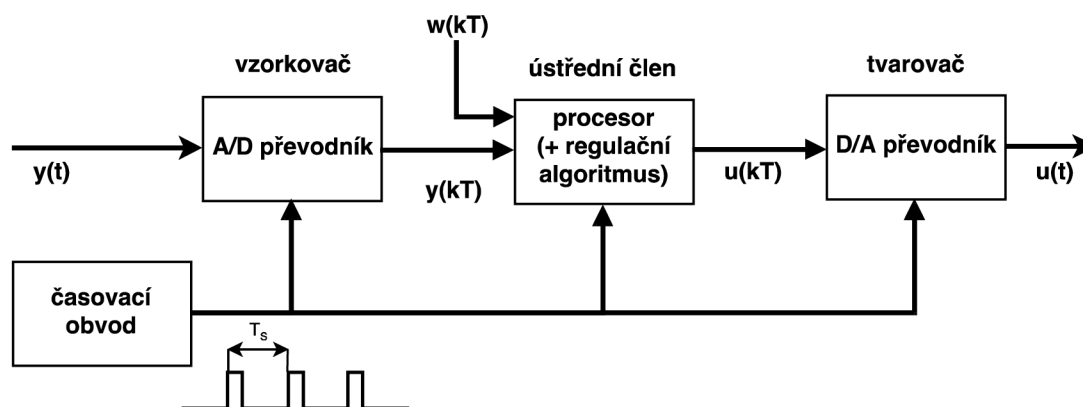 w(kT)
vzorkovač
ústřední člen
tvarovač
A/D převodník
procesor
(+ regulační
algoritmus)
D/A převodník
y(t)
y(kT)
u(kT)
u(t)
časovací
obvod
Ts